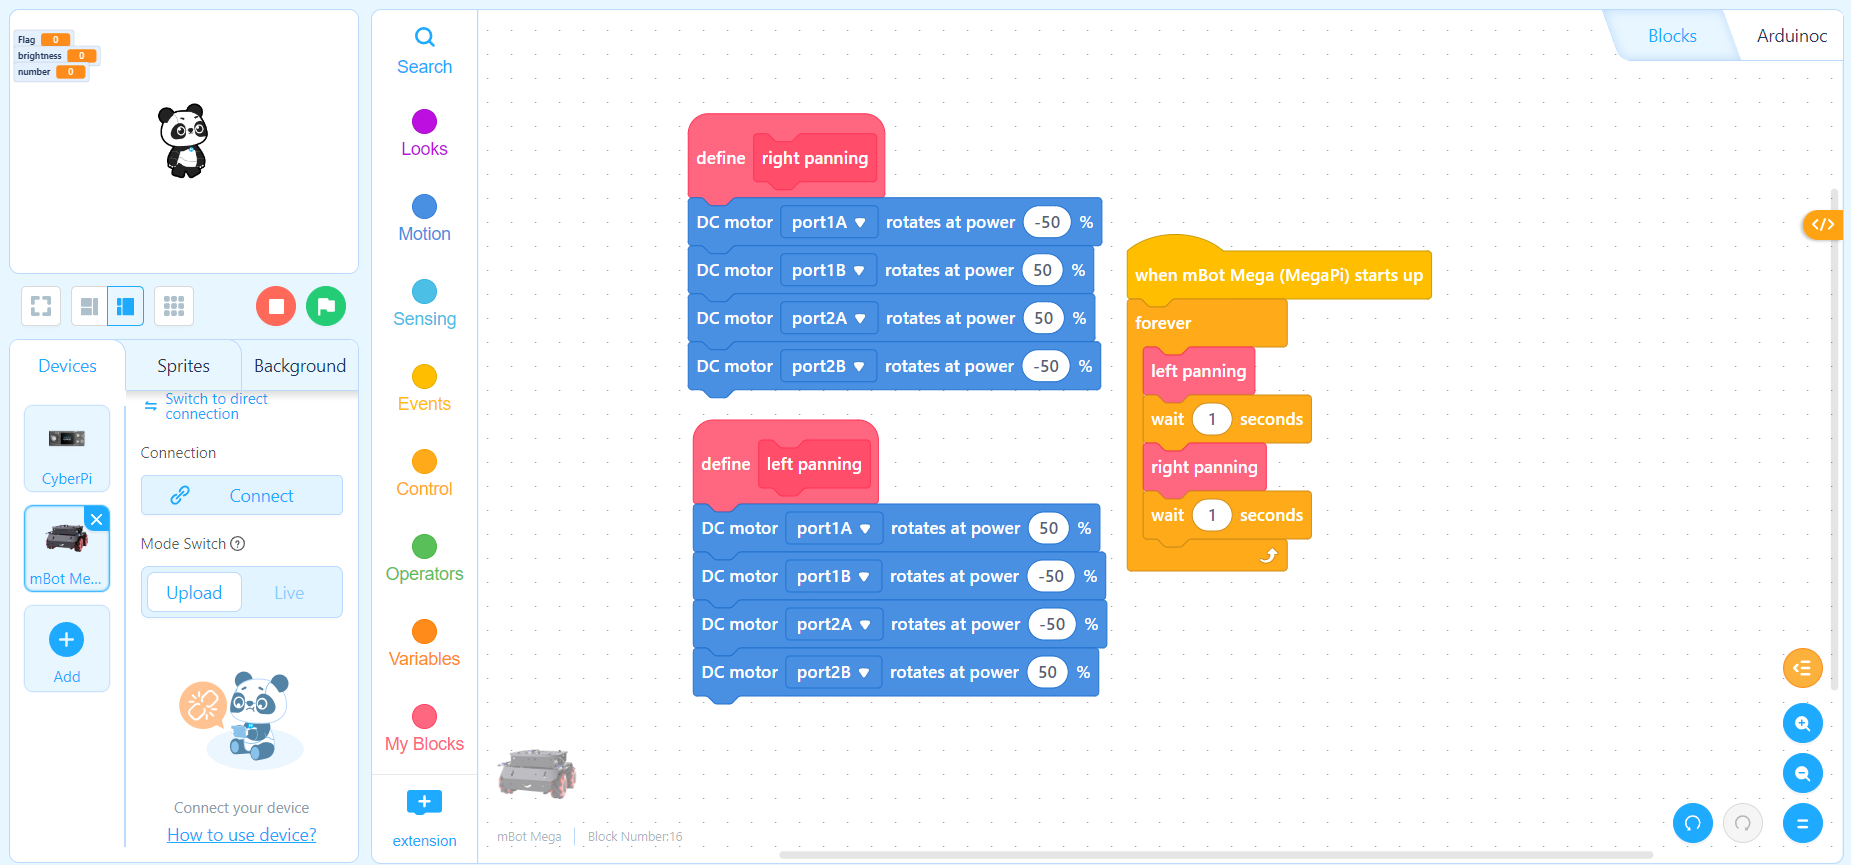 Flag 0
brightness 0
number 0
Devices
Sprites
Background
Switch to direct
connection
CyberPi
mBot Me...
Add
Connection
Connect
Mode Switch ?
Upload
Live
Connect your device
How to use device?
Search
Looks
Motion
Sensing
Events
Control
Operators
Variables
My Blocks
extension
define right panning
DC motor port1A rotates at power -50 %
DC motor port1B rotates at power 50 %
DC motor port2A rotates at power 50 %
DC motor port2B rotates at power -50 %
define left panning
DC motor port1A rotates at power 50 %
DC motor port1B rotates at power -50 %
DC motor port2A rotates at power -50 %
DC motor port2B rotates at power 50 %
when mBot Mega (MegaPi) starts up
forever
left panning
wait 1 seconds
right panning
wait 1 seconds
mBot Mega
Block Number:16
Blocks
Arduinoc
</>